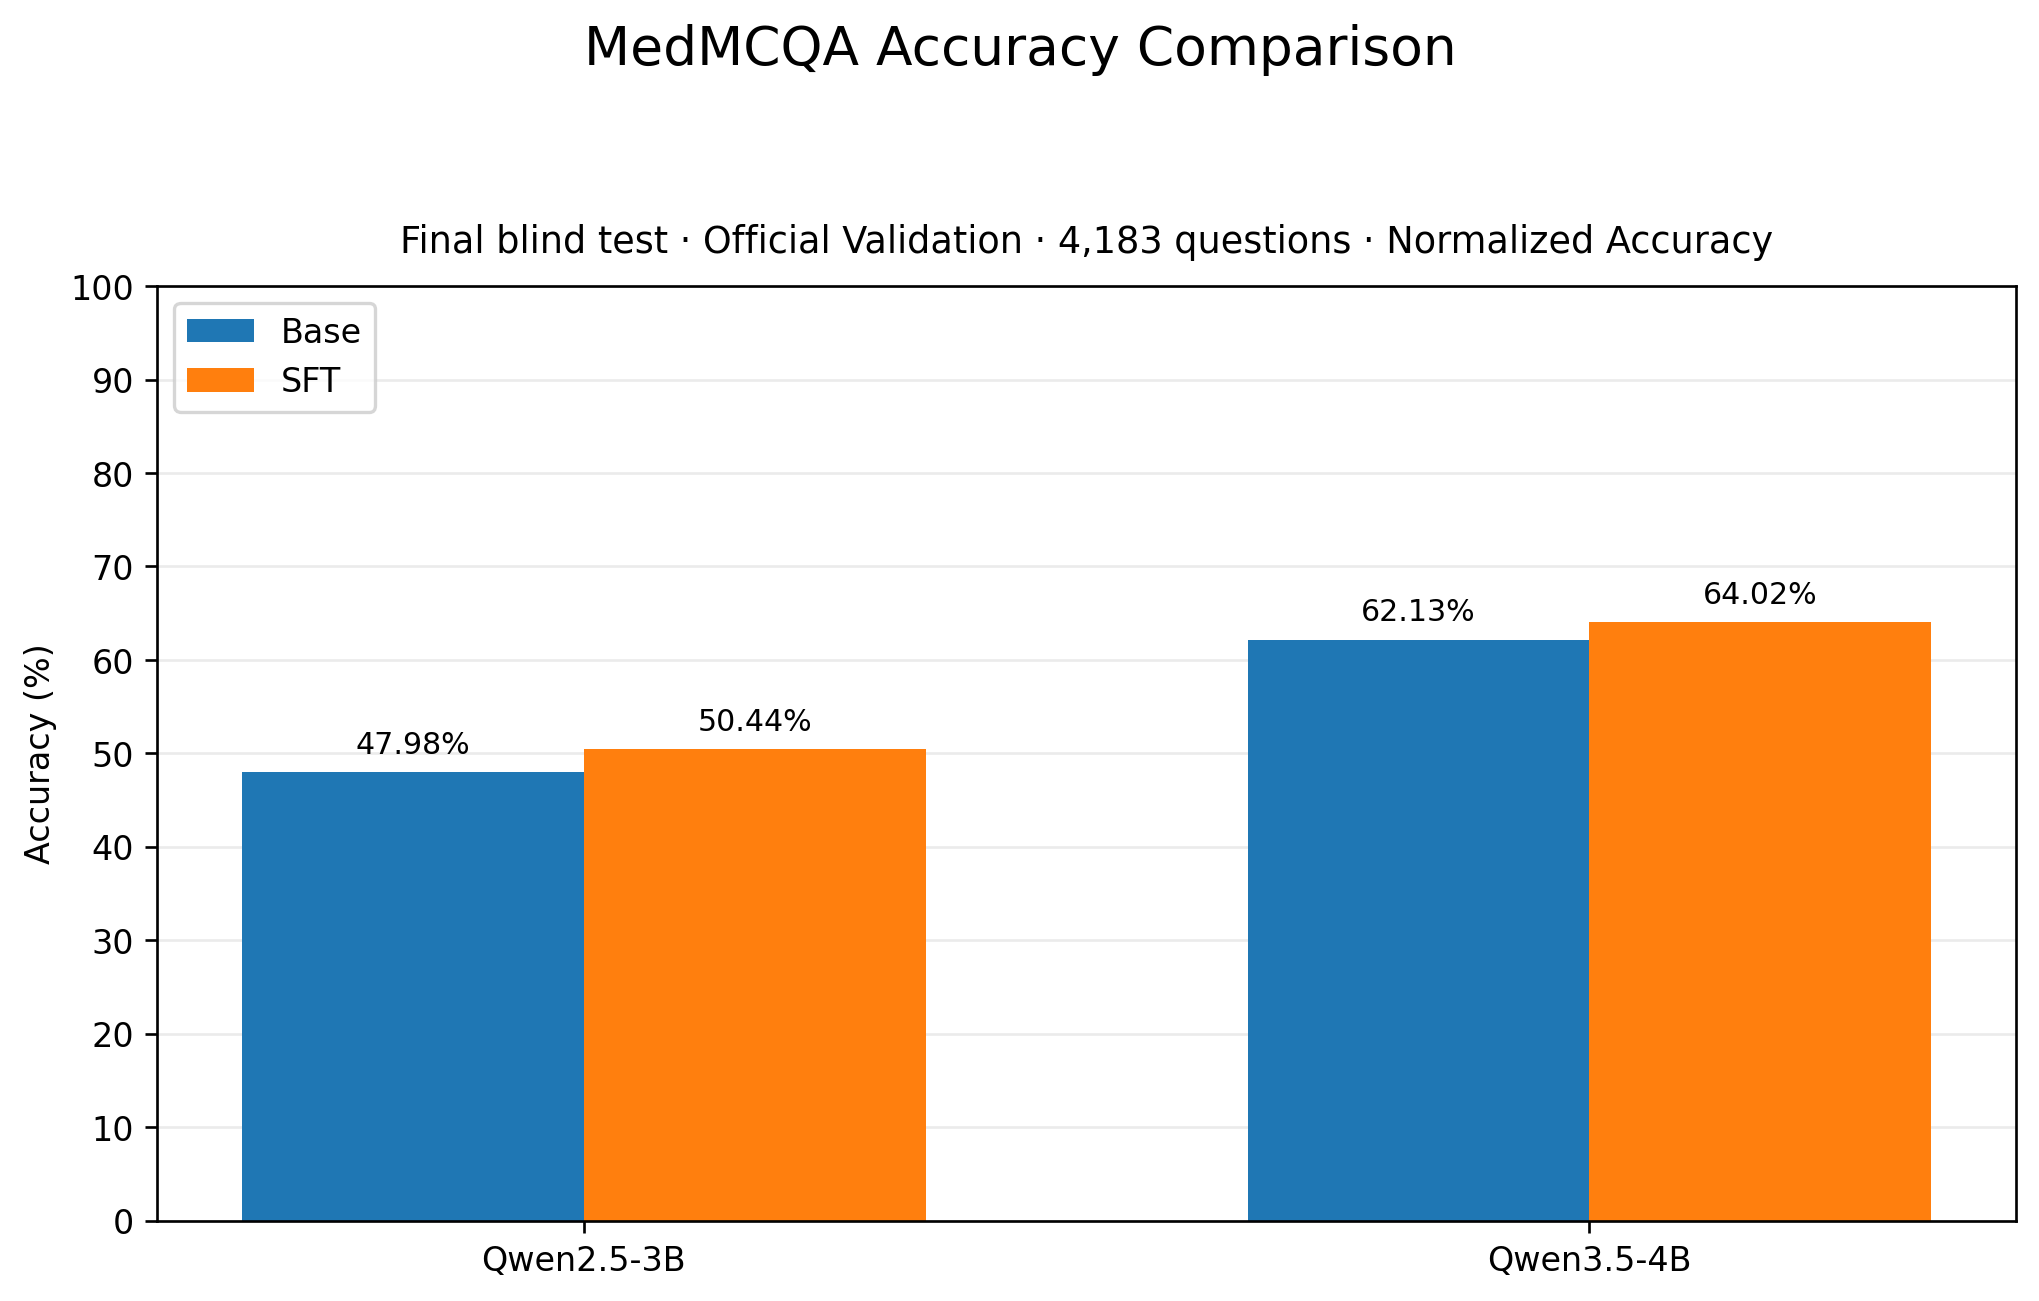 MedMCQA Accuracy Comparison
Final blind test · Official Validation · 4,183 questions · Normalized Accuracy
Accuracy (%)
100
90
80
70
60
50
40
30
20
10
0
Base
SFT
47.98%
50.44%
62.13%
64.02%
Qwen2.5-3B
Qwen3.5-4B